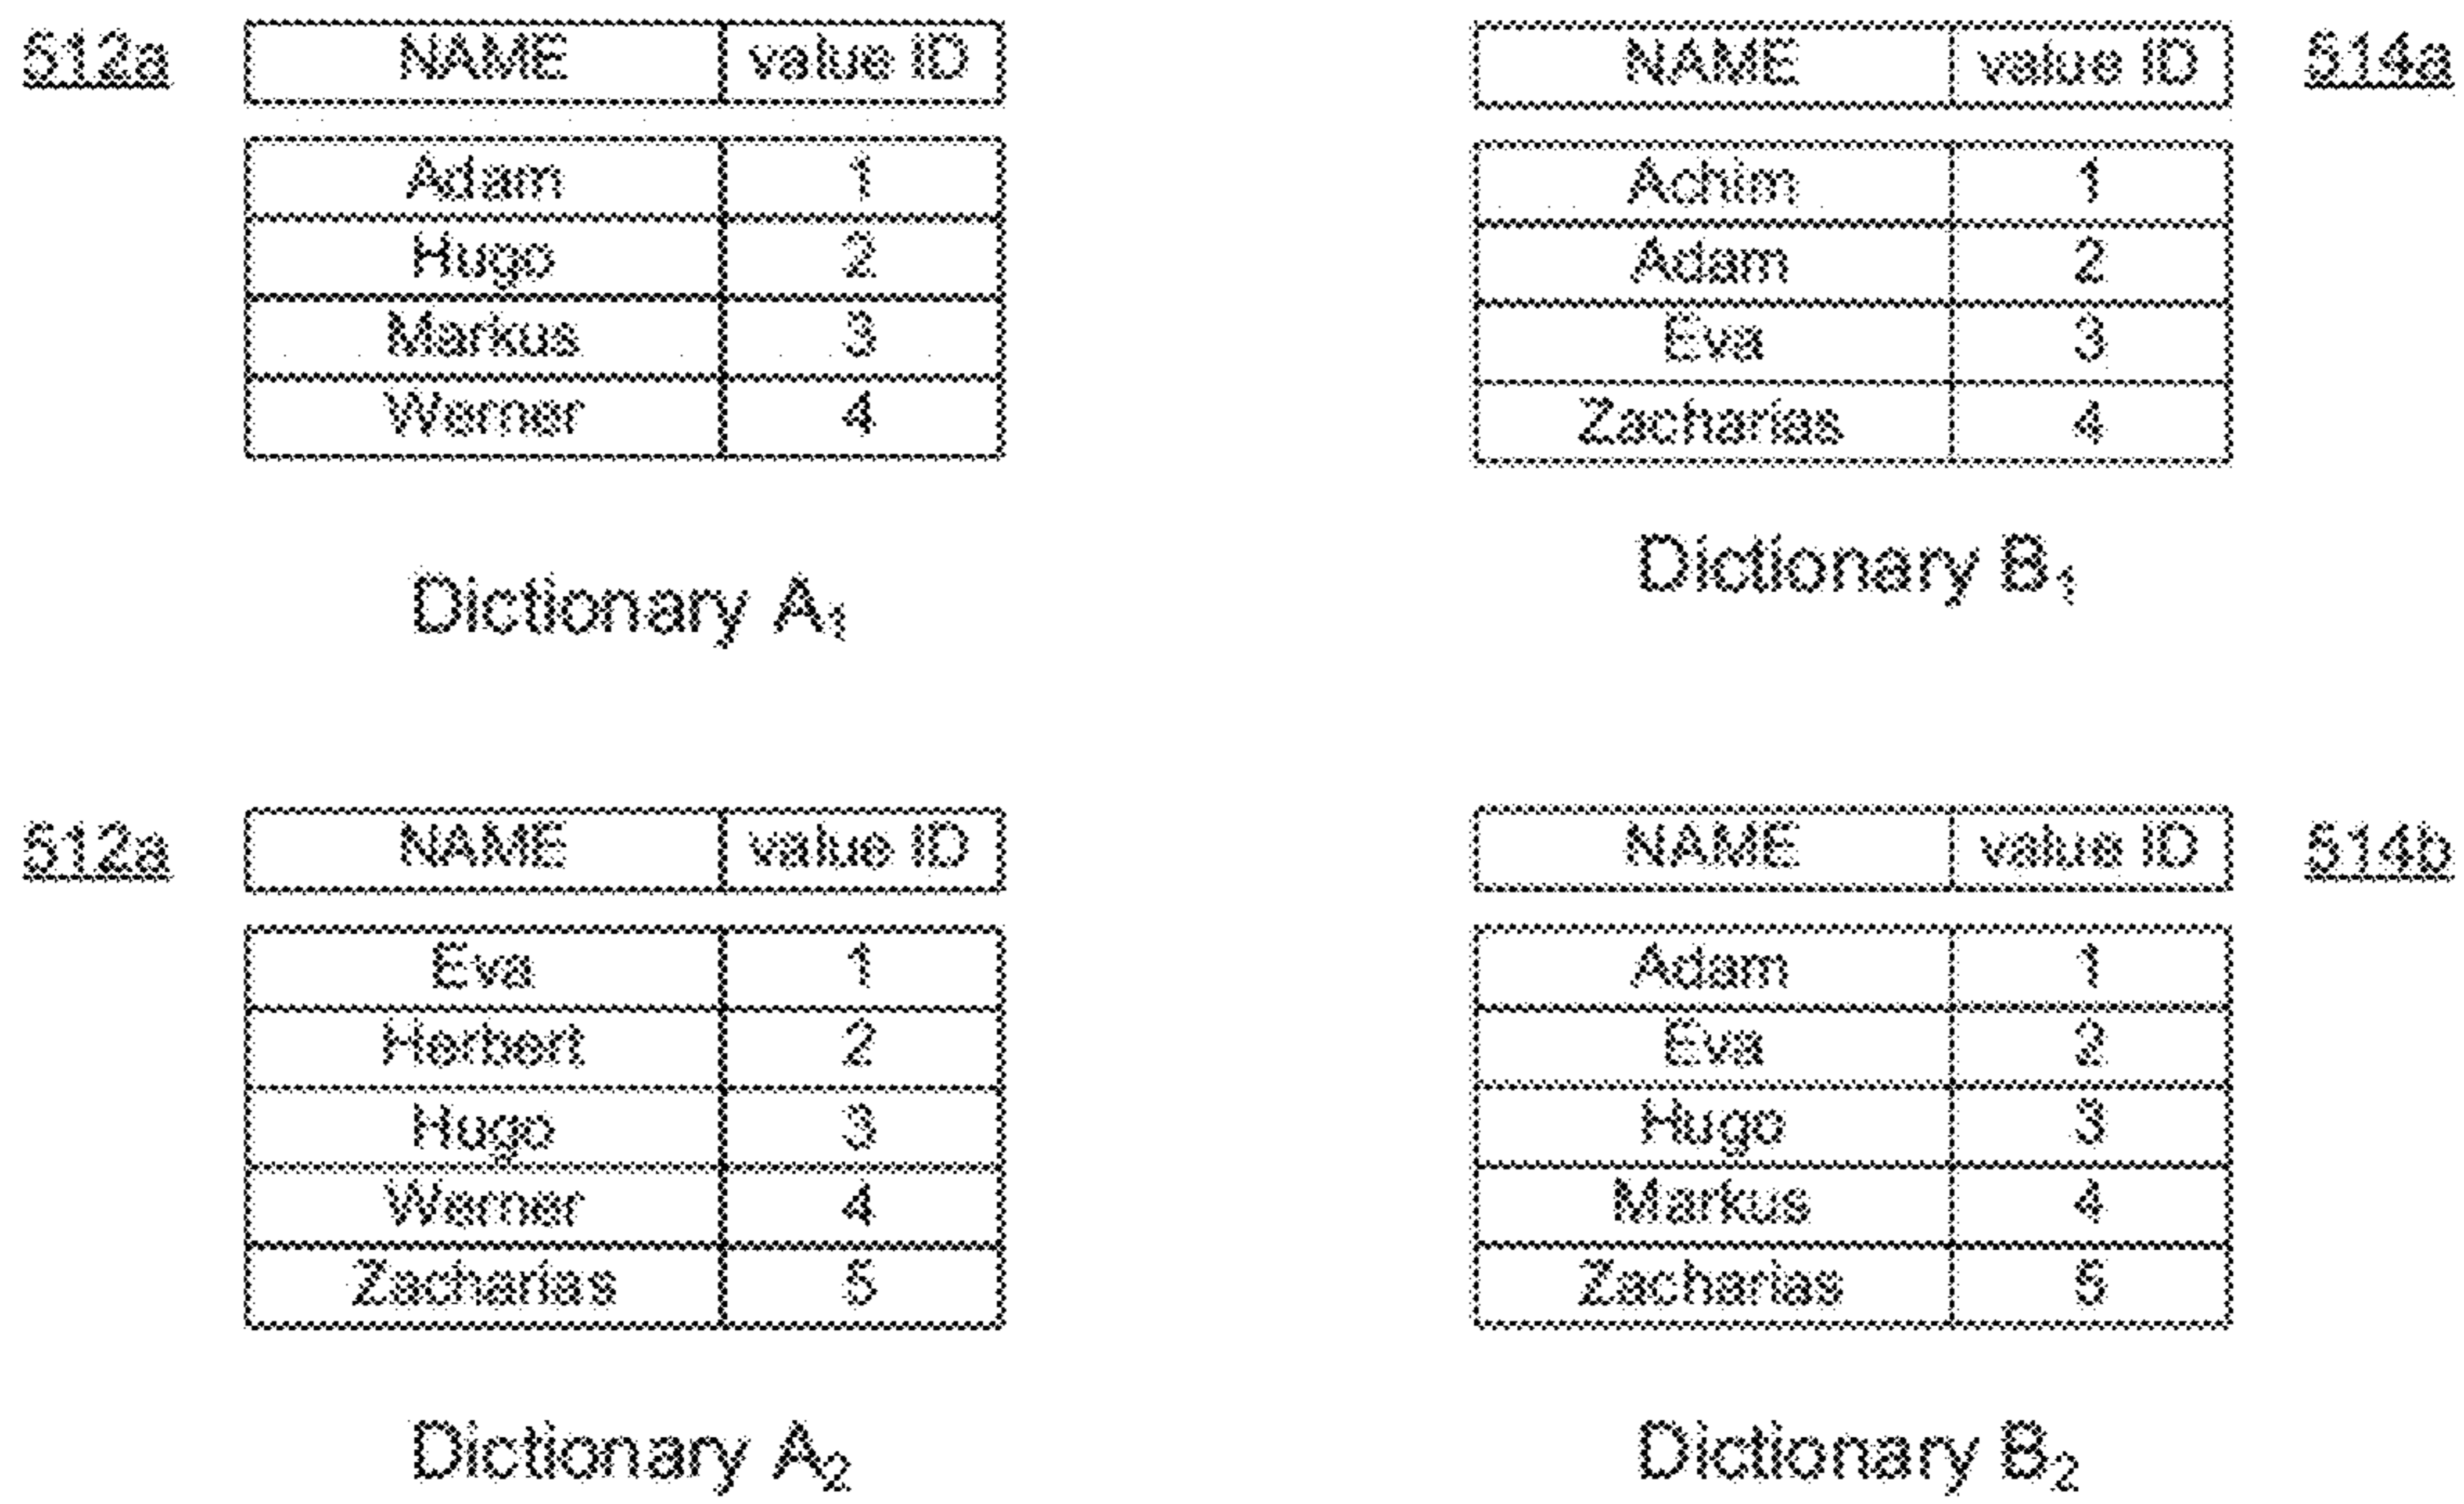 512a
NAME value ID
Adam 1
Hugo 2
Markus 3
Werner 4
Dictionary A1
NAME value ID
514a
Achim 1
Adam 2
Eva 3
Zacharias 4
Dictionary B1
512a
NAME value ID
Eva 1
Herbert 2
Hugo 3
Werner 4
Zacharias 5
Dictionary A2
NAME value ID
514b
Adam 1
Eva 2
Hugo 3
Markus 4
Zacharias 5
Dictionary B2